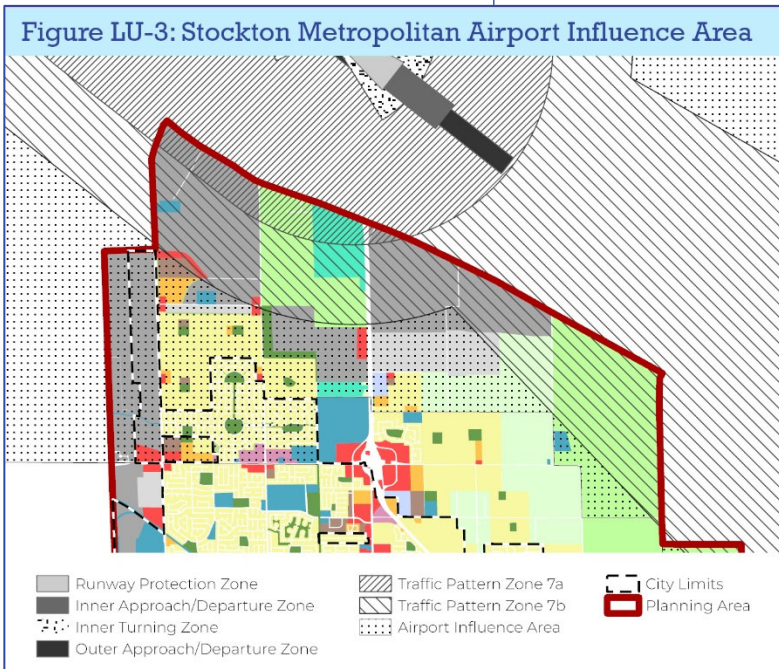 Figure LU-3: Stockton Metropolitan Airport Influence Area
Runway Protection Zone
Inner Approach/Departure Zone
Inner Turning Zone
Outer Approach/Departure Zone
Traffic Pattern Zone 7a
Traffic Pattern Zone 7b
Airport Influence Area
City Limits
Planning Area